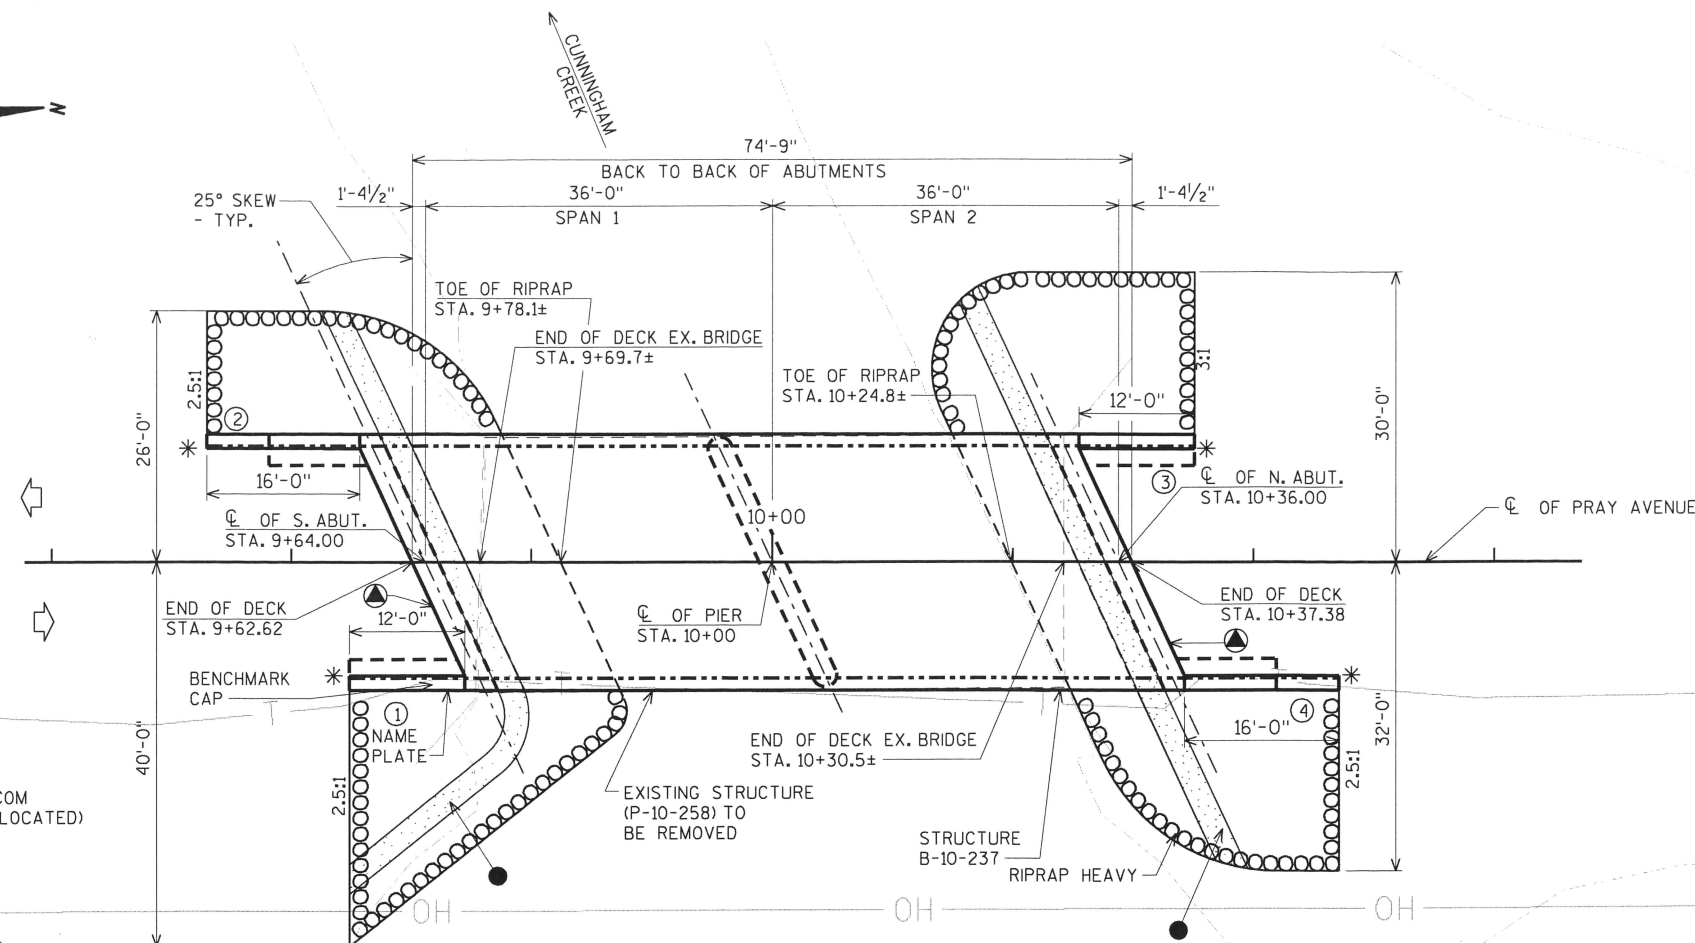 CUNNINGHAM
CREEK
N
74'-9"
BACK TO BACK OF ABUTMENTS
25° SKEW
- TYP.
1'-4½"
36'-0"
SPAN 1
36'-0"
SPAN 2
1'-4½"
TOE OF RIPRAP
STA. 9+78.1±
END OF DECK EX. BRIDGE
STA. 9+69.7±
TOE OF RIPRAP
STA. 10+24.8±
2.5:1
3:1
12'-0"
26'-0"
30'-0"
2
*
*
16'-0"
3
℄ OF N. ABUT.
STA. 10+36.00
℄ OF S. ABUT.
STA. 9+64.00
10+00
℄ OF PRAY AVENUE
END OF DECK
STA. 9+62.62
12'-0"
℄ OF PIER
STA. 10+00
END OF DECK
STA. 10+37.38
BENCHMARK
CAP
*
*
1
NAME
PLATE
4
16'-0"
40'-0"
32'-0"
2.5:1
2.5:1
END OF DECK EX. BRIDGE
STA. 10+30.5±
EXISTING STRUCTURE
(P-10-258) TO
BE REMOVED
COM
LOCATED)
STRUCTURE
B-10-237
RIPRAP HEAVY
OH
OH
OH